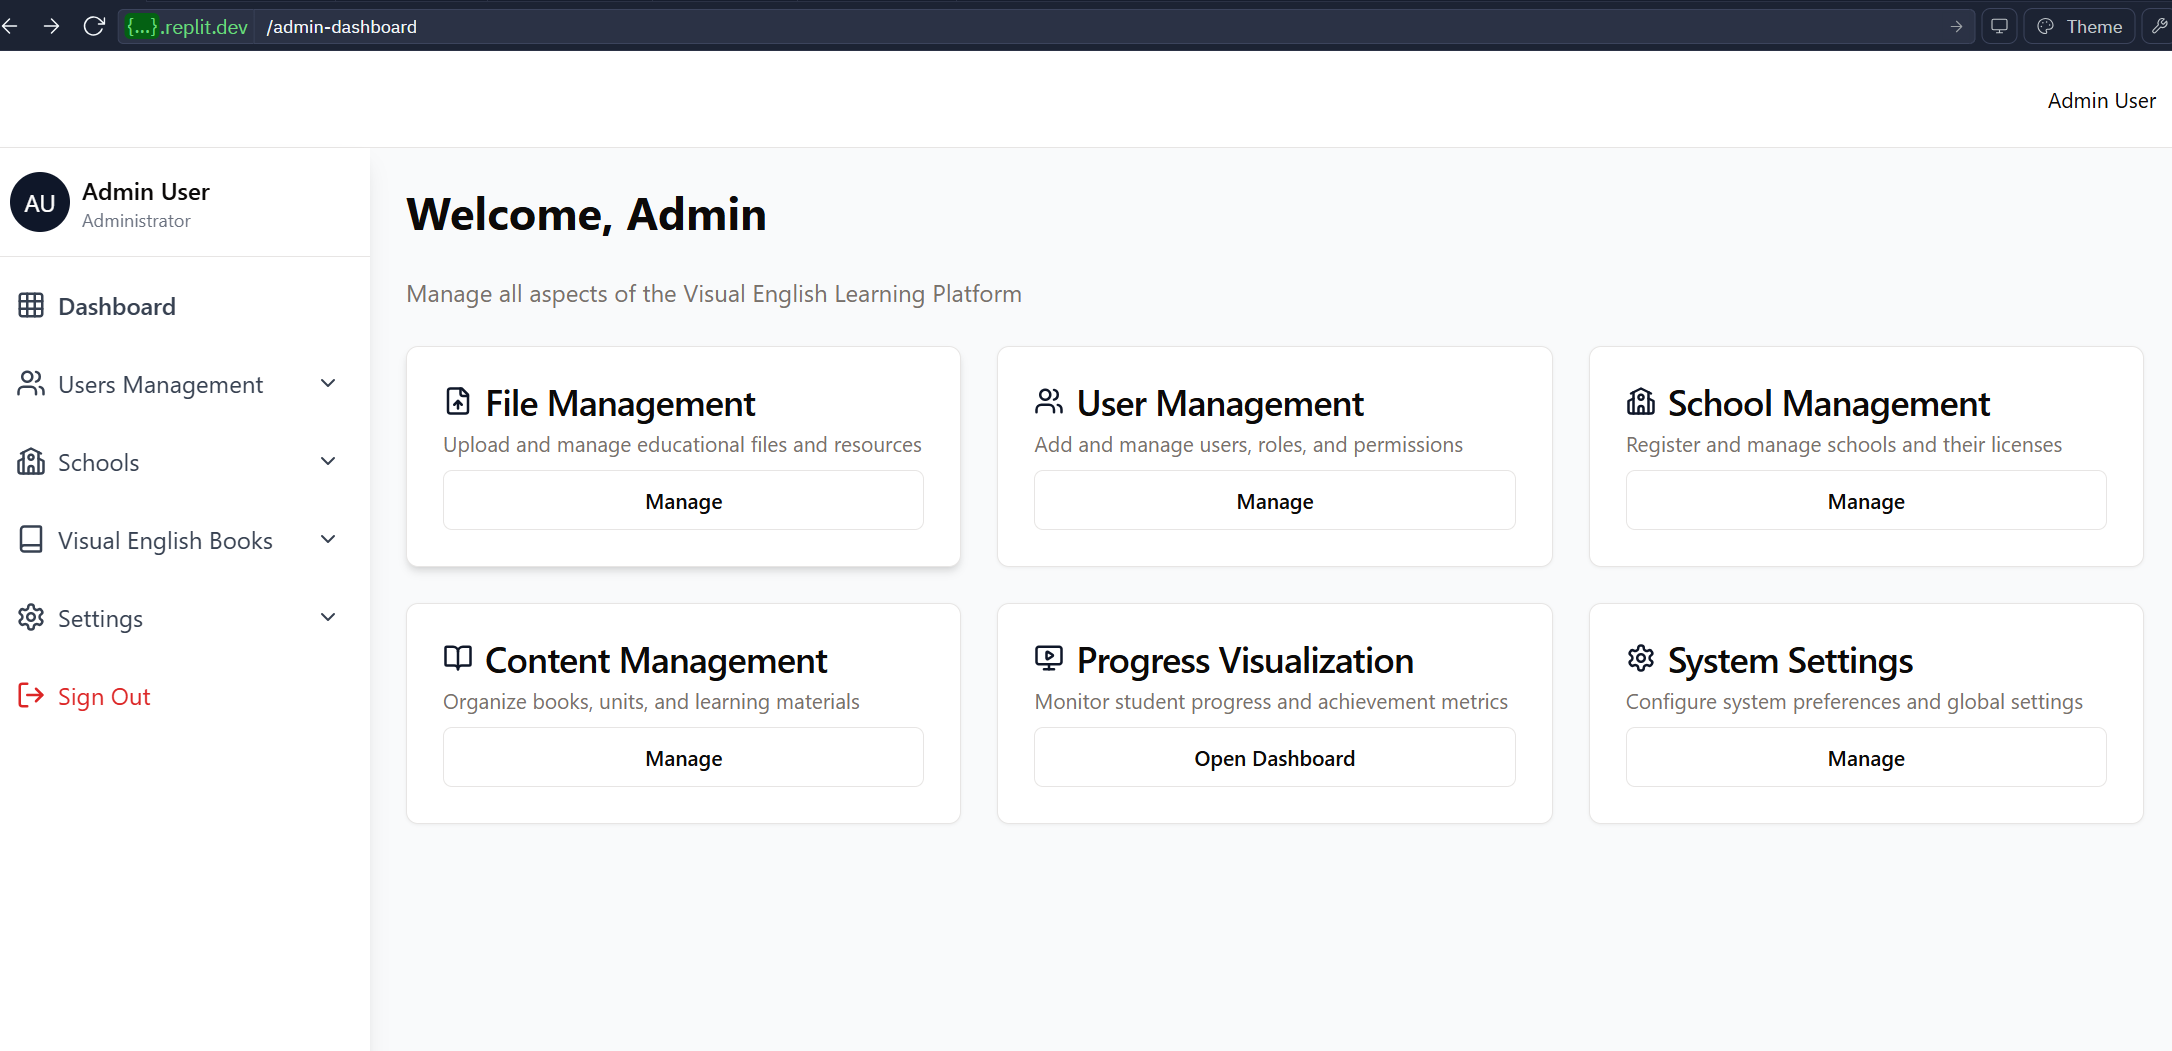 {...}.replit.dev /admin-dashboard
Theme
Admin User
AU
Admin User
Administrator
Dashboard
Users Management
Schools
Visual English Books
Settings
Sign Out
Welcome, Admin
Manage all aspects of the Visual English Learning Platform
File Management
Upload and manage educational files and resources
Manage
User Management
Add and manage users, roles, and permissions
Manage
School Management
Register and manage schools and their licenses
Manage
Content Management
Organize books, units, and learning materials
Manage
Progress Visualization
Monitor student progress and achievement metrics
Open Dashboard
System Settings
Configure system preferences and global settings
Manage